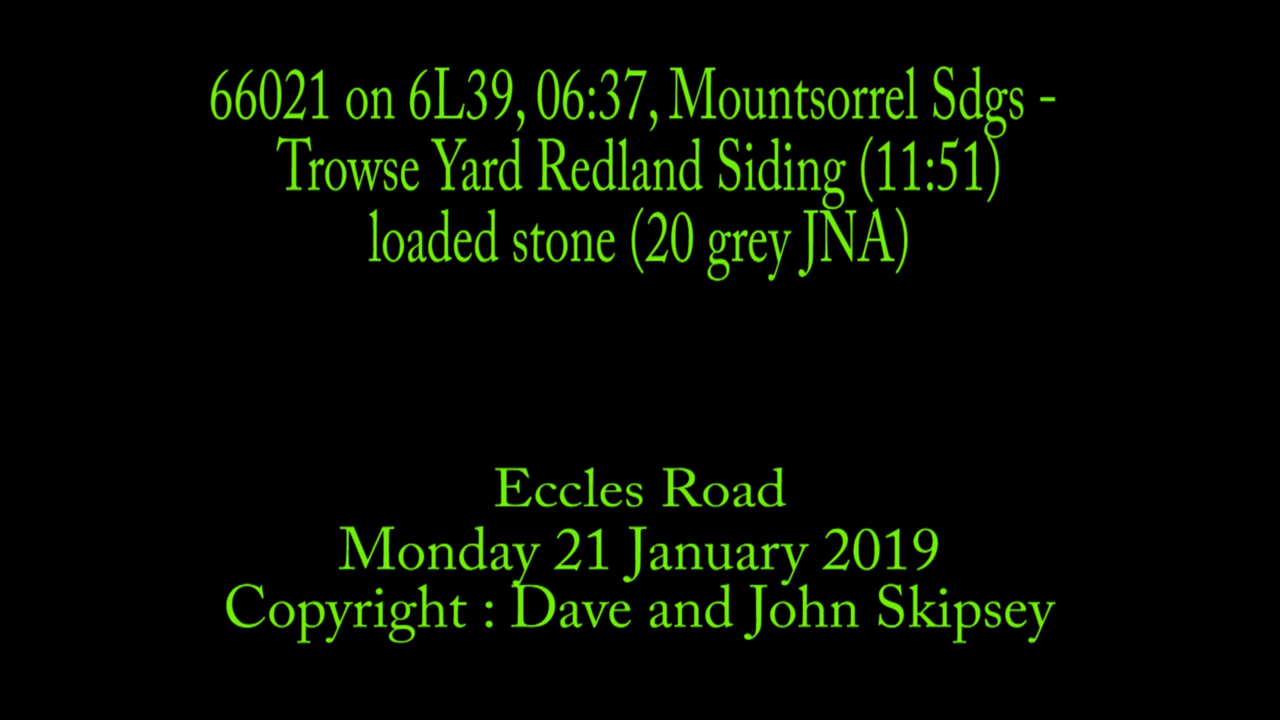 66021 on 6L39, 06:37, Mountsorrel Sdgs -
Trowse Yard Redland Siding (11:51)
loaded stone (20 grey JNA)
Eccles Road
Monday 21 January 2019
Copyright : Dave and John Skipsey